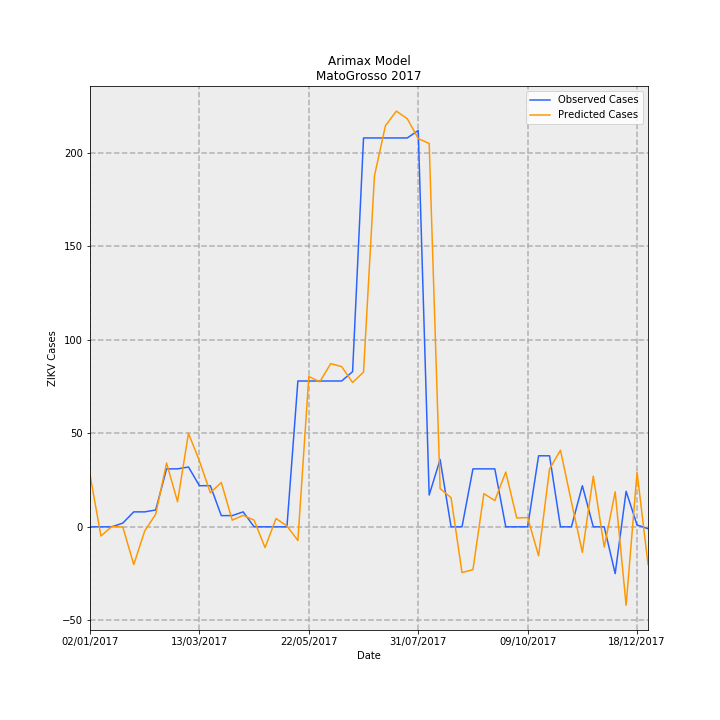 Arimax Model
MatoGrosso 2017
Observed Cases
Predicted Cases
ZIKV Cases
200
150
100
50
0
−50
02/01/2017
13/03/2017
22/05/2017
31/07/2017
09/10/2017
18/12/2017
Date